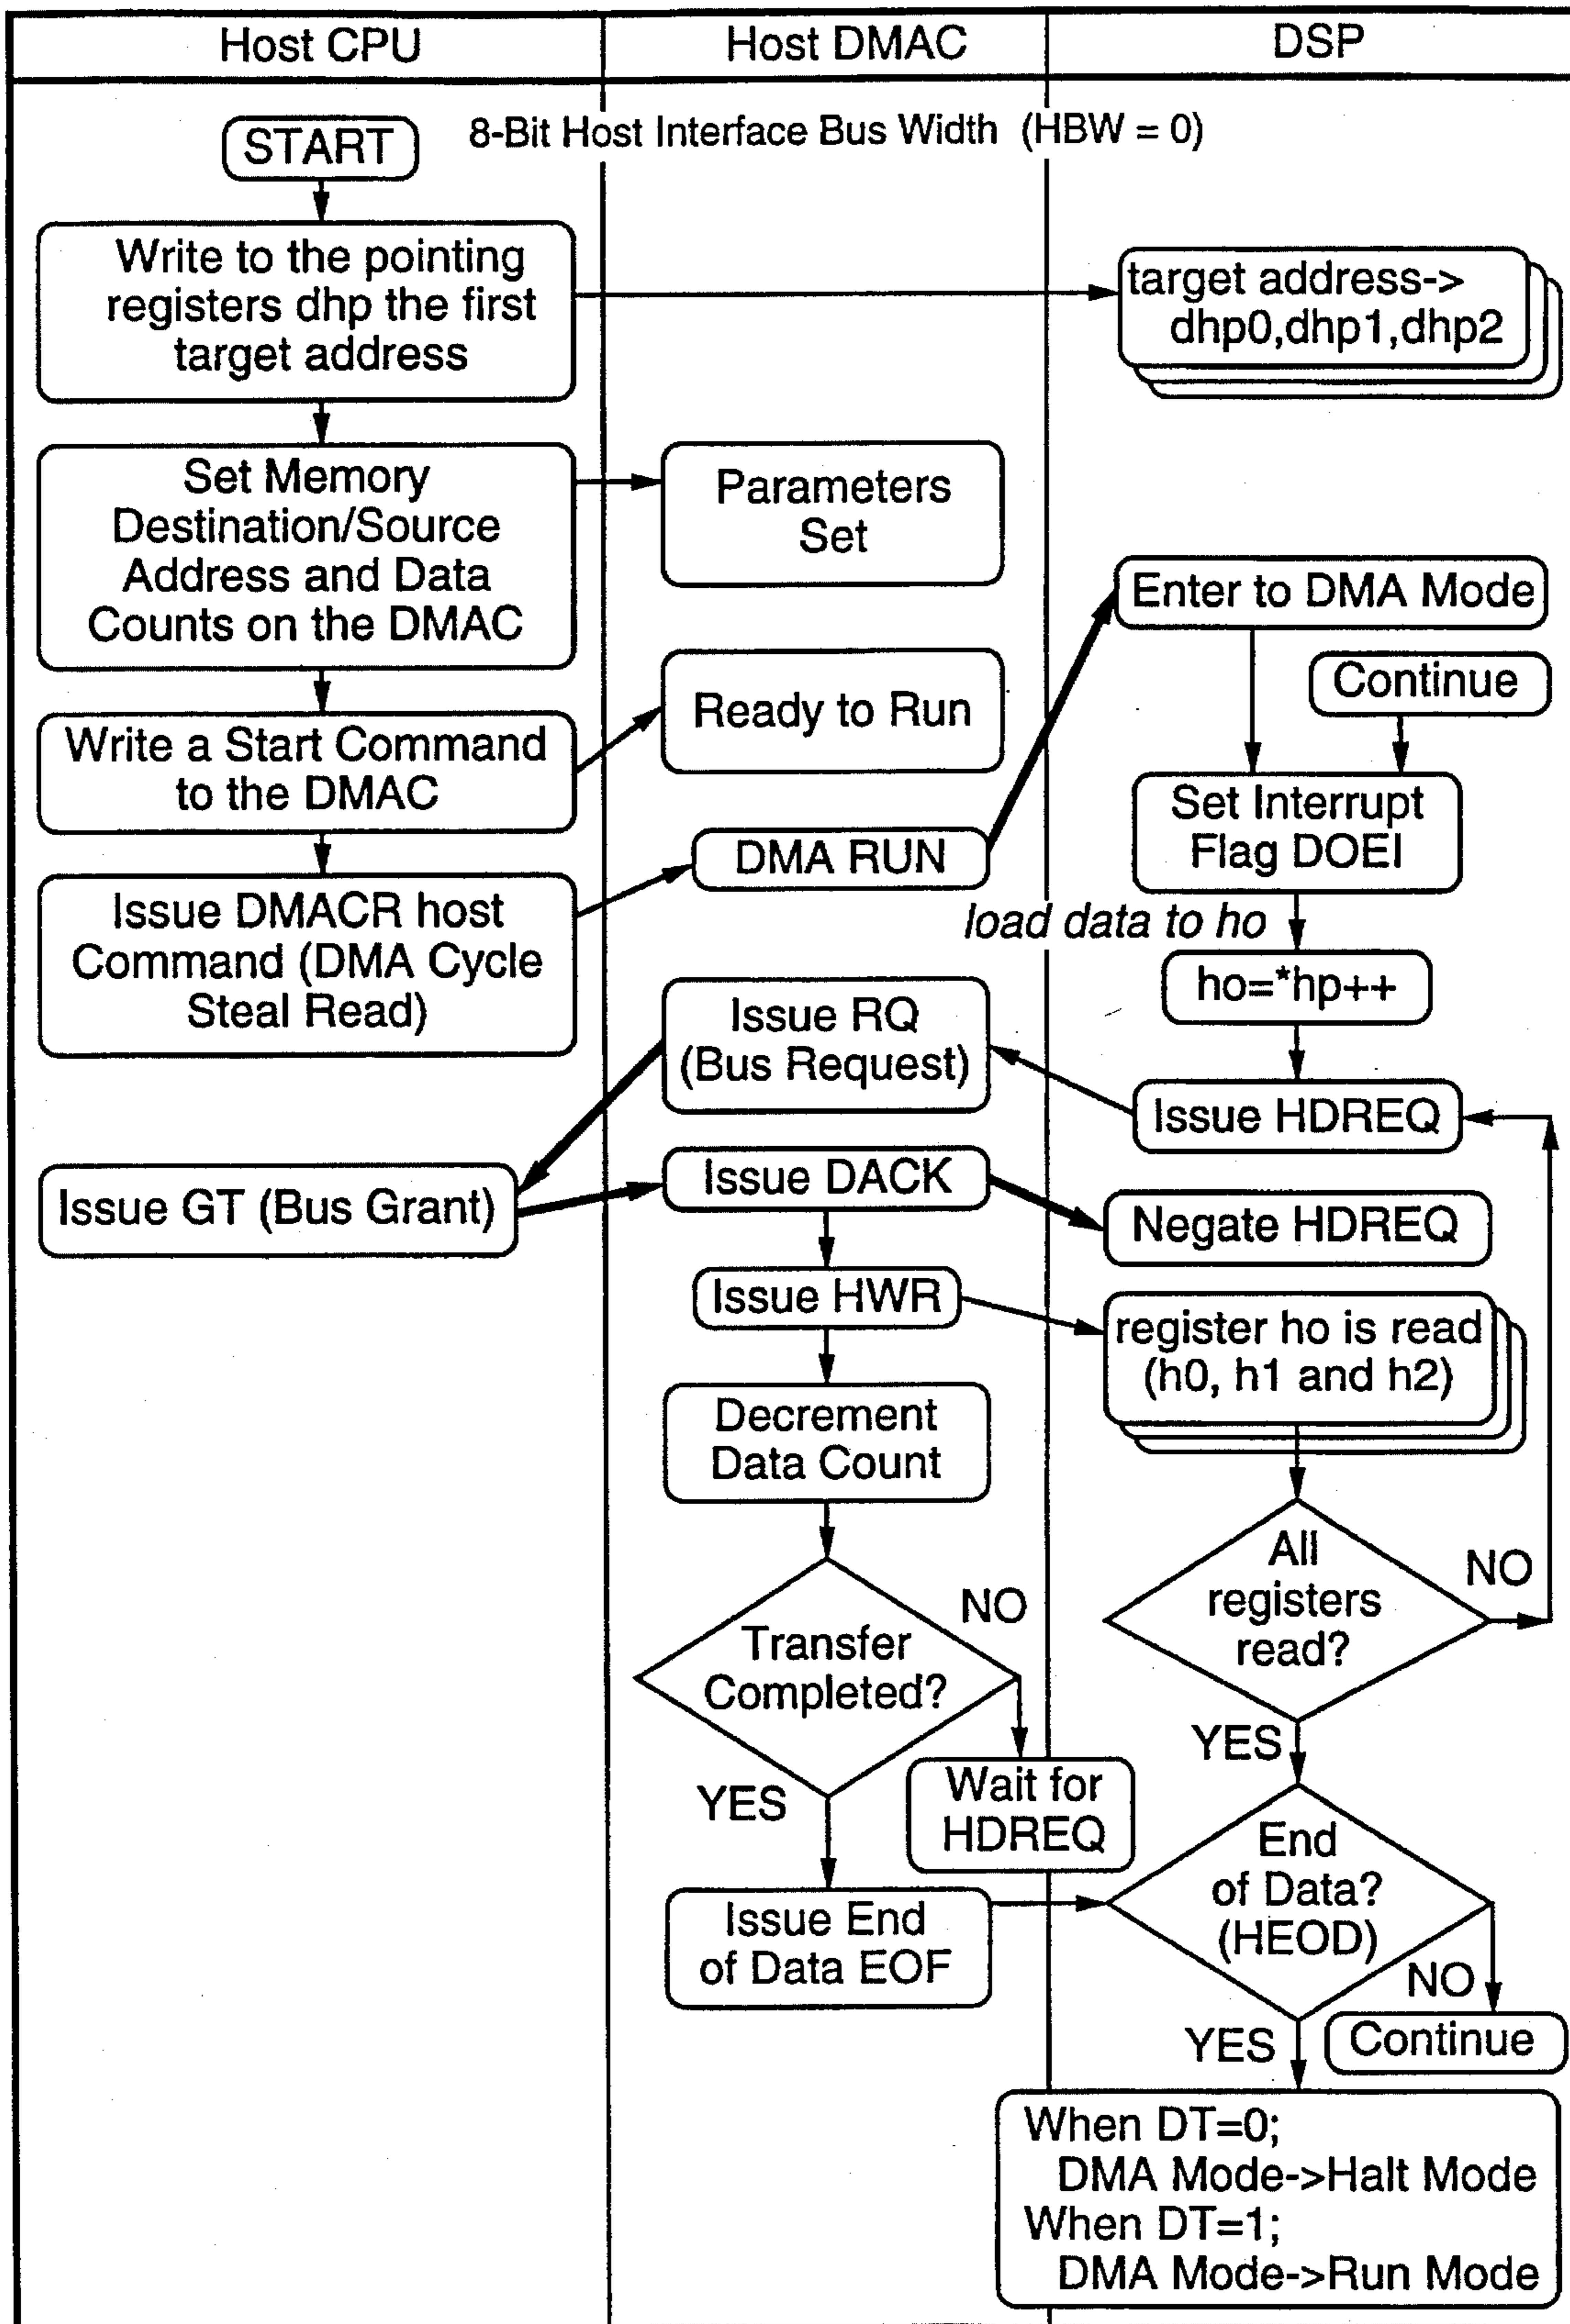 Host CPU
Host DMAC
DSP
8-Bit Host Interface Bus Width (HBW = 0)
START
Write to the pointing
registers dhp the first
target address
target address->
dhp0,dhp1,dhp2
Set Memory
Destination/Source
Address and Data
Counts on the DMAC
Parameters
Set
Enter to DMA Mode
Continue
Ready to Run
Write a Start Command
to the DMAC
Set Interrupt
Flag DOEI
DMA RUN
Issue DMACR host
Command (DMA Cycle
Steal Read)
load data to ho
ho=*hp++
Issue RQ
(Bus Request)
Issue HDREQ
Issue GT (Bus Grant)
Issue DACK
Negate HDREQ
Issue HWR
register ho is read
(h0, h1 and h2)
Decrement
Data Count
All
registers
read?
NO
Transfer
Completed?
NO
YES
YES
Wait for
HDREQ
End
of Data?
(HEOD)
Issue End
of Data EOF
NO
YES
Continue
When DT=0;
DMA Mode->Halt Mode
When DT=1;
DMA Mode->Run Mode